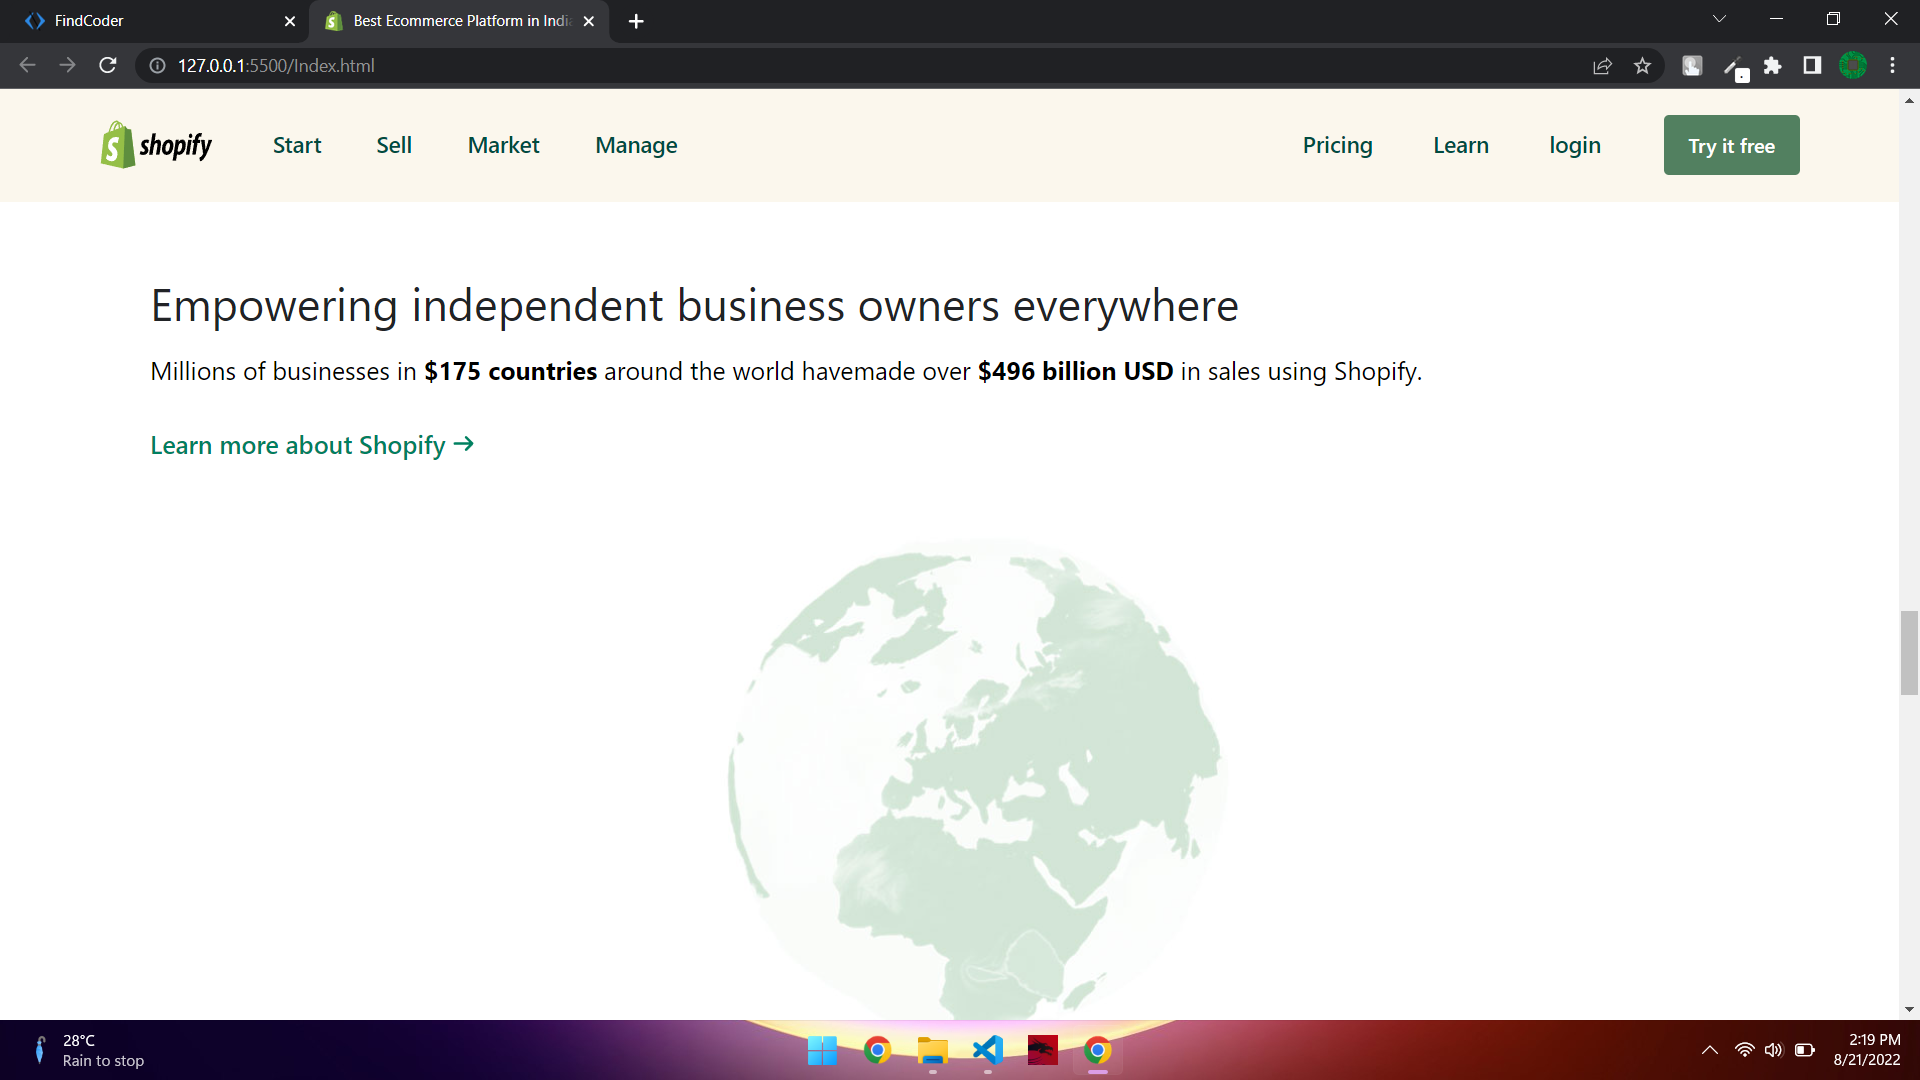 FindCoder
Best Ecommerce Platform in India
127.0.0.1:5500/Index.html
shopify Start Sell Market Manage Pricing Learn login Try it free
Empowering independent business owners everywhere
Millions of businesses in $175 countries around the world havemade over $496 billion USD in sales using Shopify.
Learn more about Shopify →
28°C
Rain to stop
2:19 PM
8/21/2022